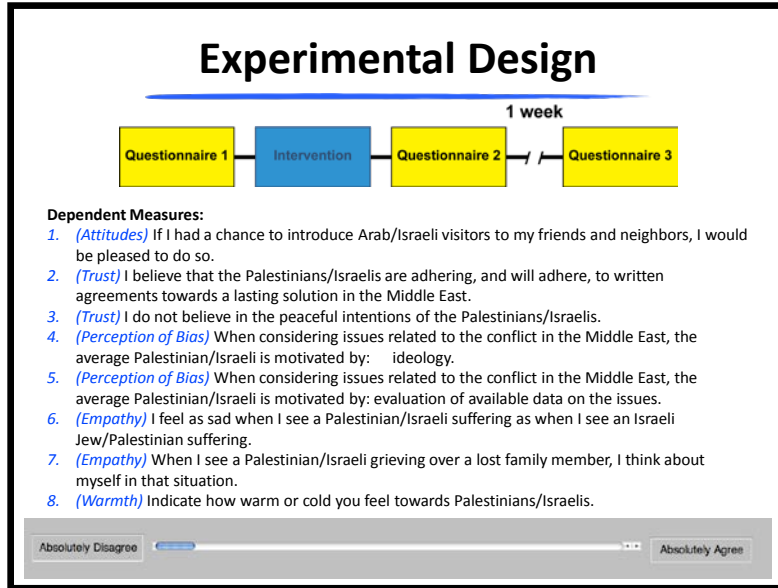 Experimental Design
1 week
Questionnaire 1
Intervention
Questionnaire 2
Questionnaire 3
Dependent Measures:
1. (Attitudes) If I had a chance to introduce Arab/Israeli visitors to my friends and neighbors, I would
be pleased to do so.
2. (Trust) I believe that the Palestinians/Israelis are adhering, and will adhere, to written
agreements towards a lasting solution in the Middle East.
3. (Trust) I do not believe in the peaceful intentions of the Palestinians/Israelis.
4. (Perception of Bias) When considering issues related to the conflict in the Middle East, the
average Palestinian/Israeli is motivated by: ideology.
5. (Perception of Bias) When considering issues related to the conflict in the Middle East, the
average Palestinian/Israeli is motivated by: evaluation of available data on the issues.
6. (Empathy) I feel as sad when I see a Palestinian/Israeli suffering as when I see an Israeli
Jew/Palestinian suffering.
7. (Empathy) When I see a Palestinian/Israeli grieving over a lost family member, I think about
myself in that situation.
8. (Warmth) Indicate how warm or cold you feel towards Palestinians/Israelis.
Absolutely Disagree
Absolutely Agree